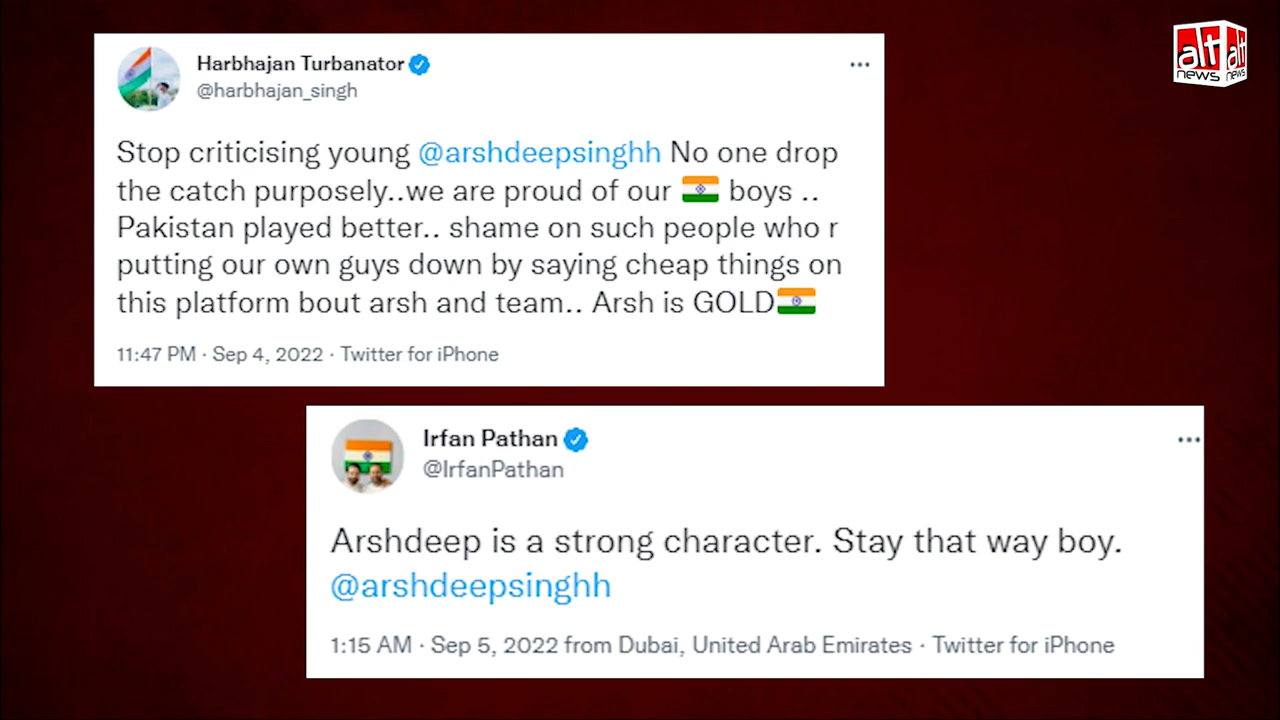 alt alt
news news
Harbhajan Turbanator
@harbhajan_singh
Stop criticising young @arshdeepsinghh No one drop
the catch purposely..we are proud of our 🇮🇳 boys ..
Pakistan played better.. shame on such people who r
putting our own guys down by saying cheap things on
this platform bout arsh and team.. Arsh is GOLD🇮🇳
11:47 PM · Sep 4, 2022 · Twitter for iPhone
Irfan Pathan
@IrfanPathan
Arshdeep is a strong character. Stay that way boy.
@arshdeepsinghh
1:15 AM · Sep 5, 2022 from Dubai, United Arab Emirates · Twitter for iPhone